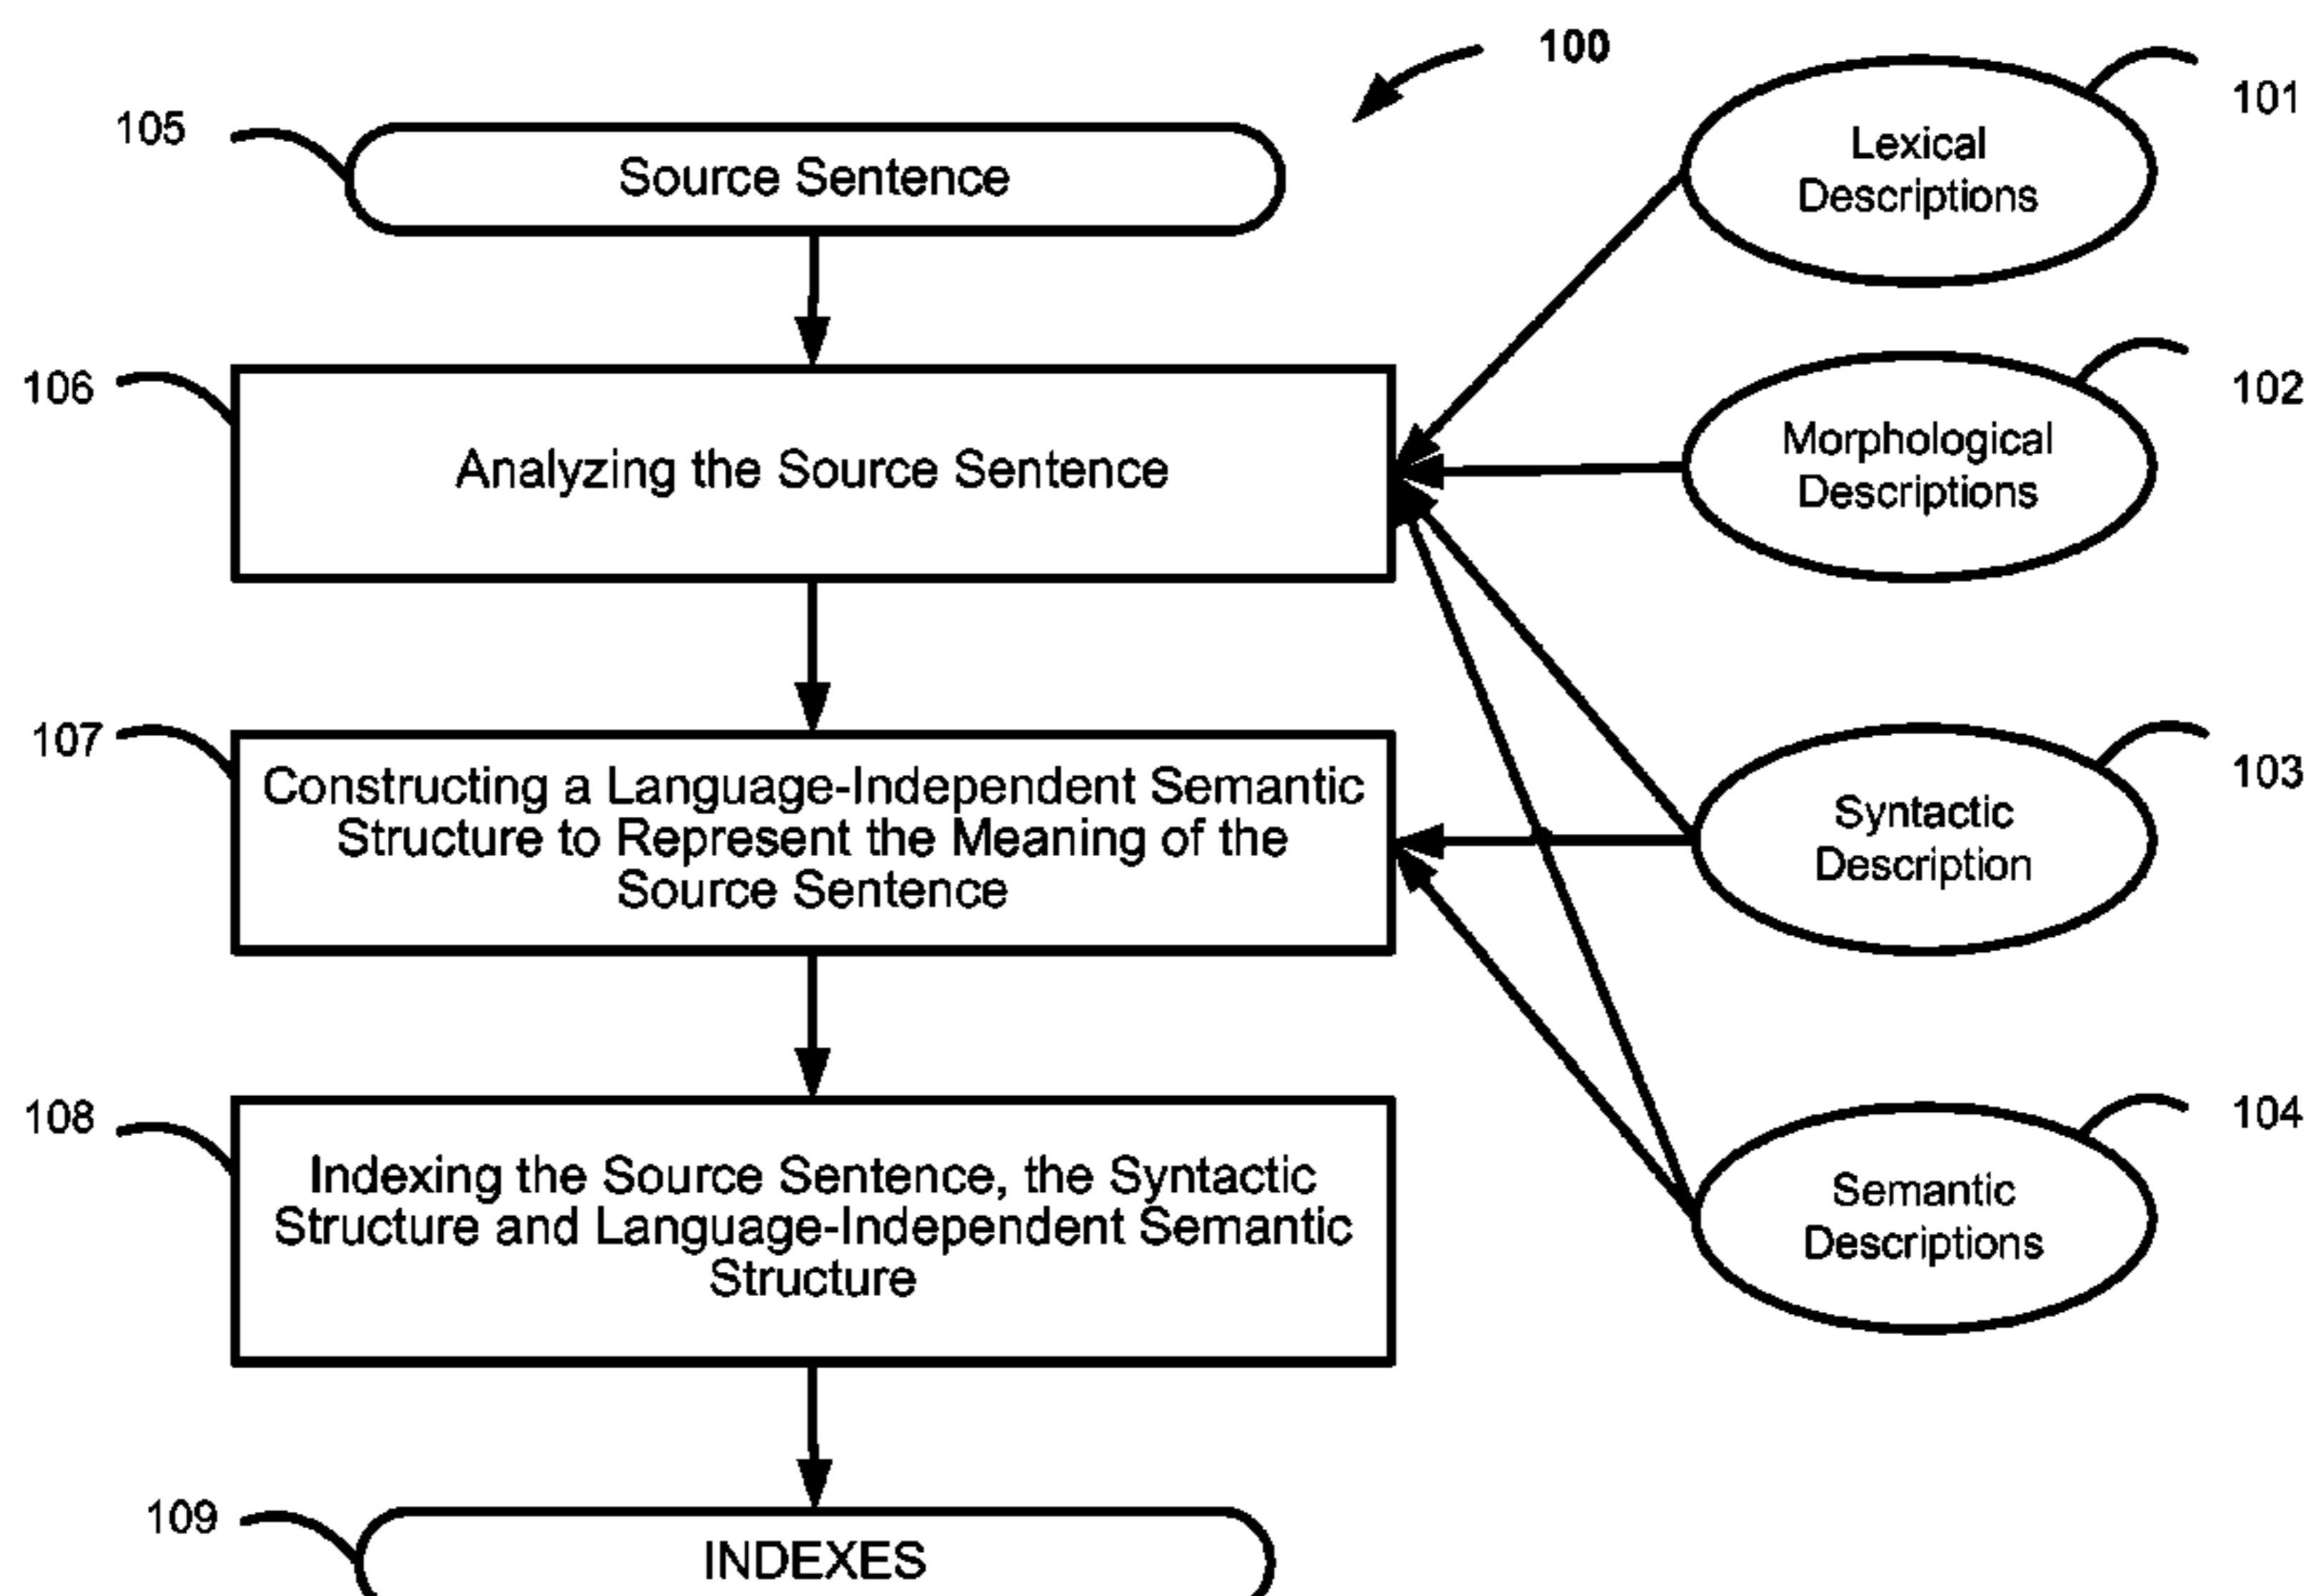 100
105
Source Sentence
101
Lexical
Descriptions
106
Analyzing the Source Sentence
102
Morphological
Descriptions
107
Constructing a Language-Independent Semantic
Structure to Represent the Meaning of the
Source Sentence
103
Syntactic
Description
108
Indexing the Source Sentence, the Syntactic
Structure and Language-Independent Semantic
Structure
104
Semantic
Descriptions
109
INDEXES